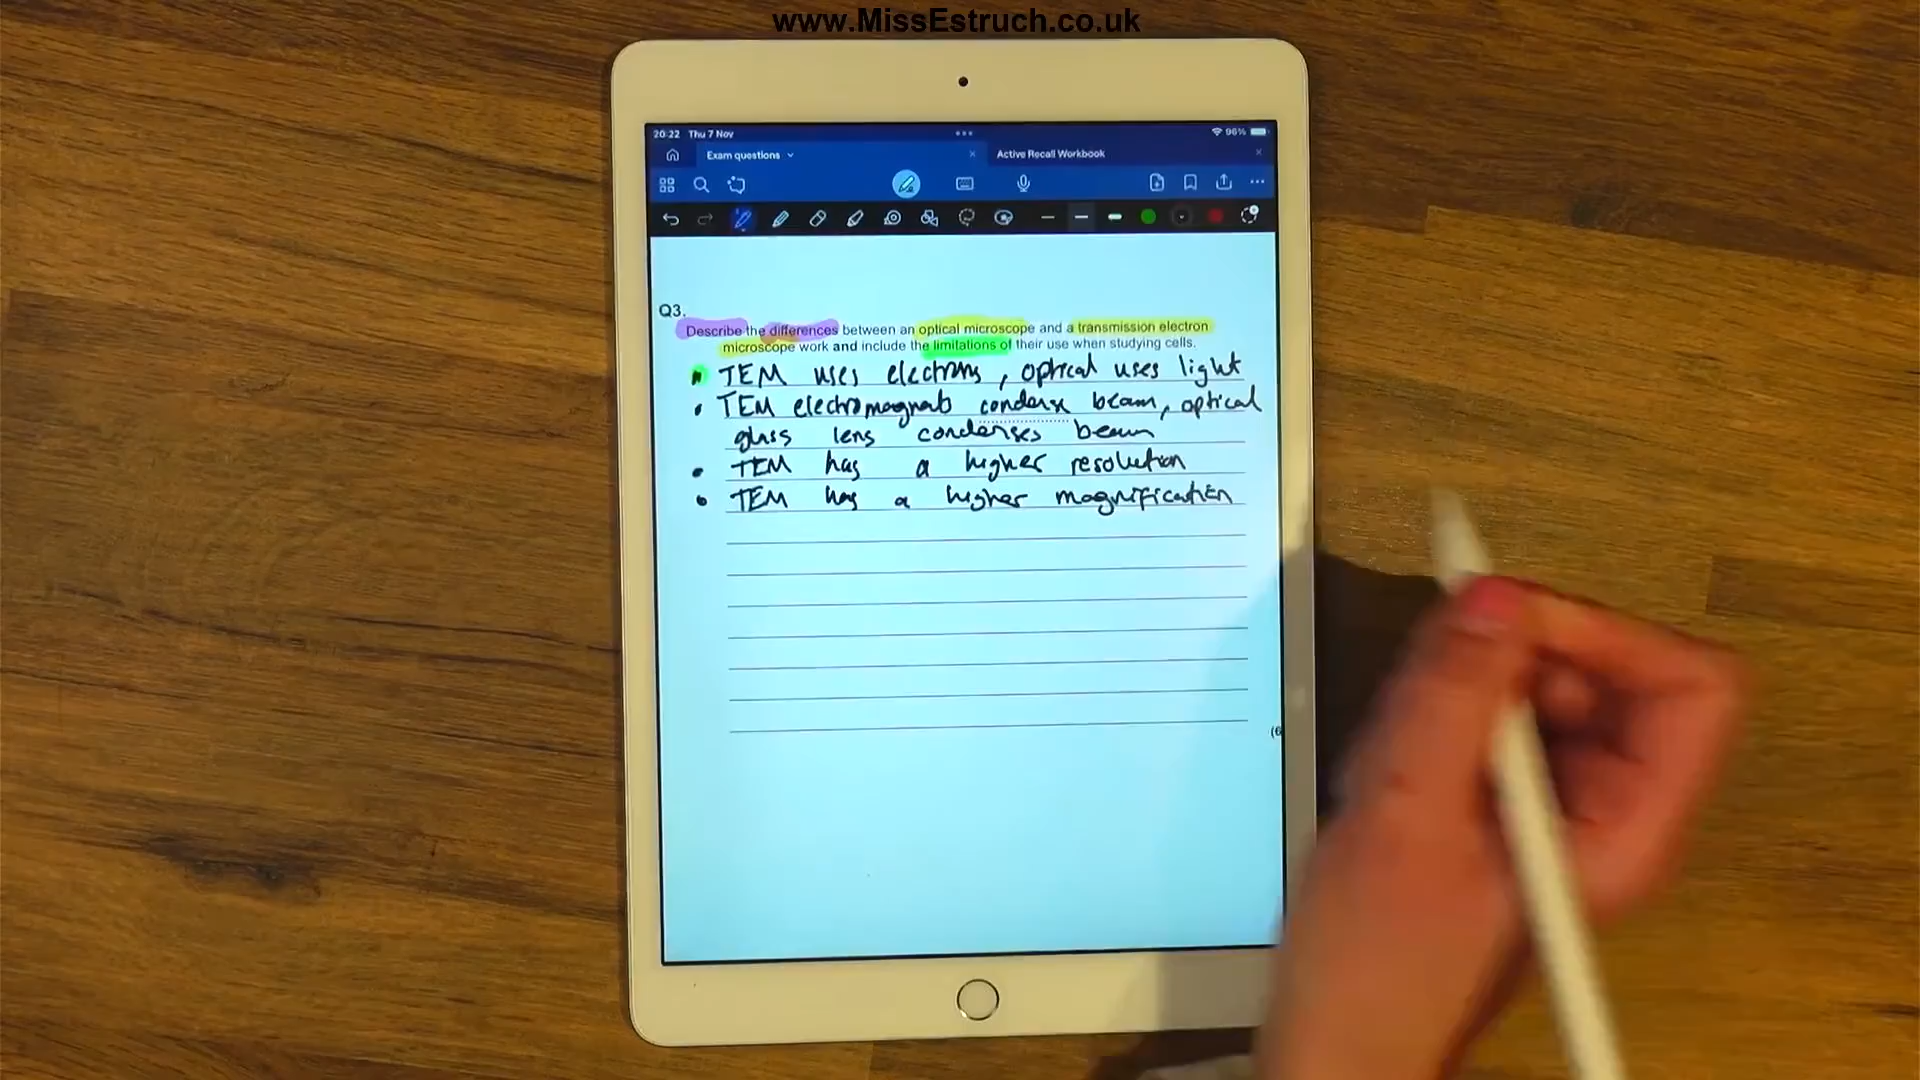 www.MissEstruch.co.uk
20:22 Thu 7 Nov
96%
Exam questions
Active Recall Workbook
Q3.
Describe the differences between an optical microscope and a transmission electron
microscope work and include the limitations of their use when studying cells.
TEM uses electrons, optical uses light
TEM electromagnets condense beam, optical
glass lens condenses beam
TEM has a higher resolution
TEM has a higher magnification
(6